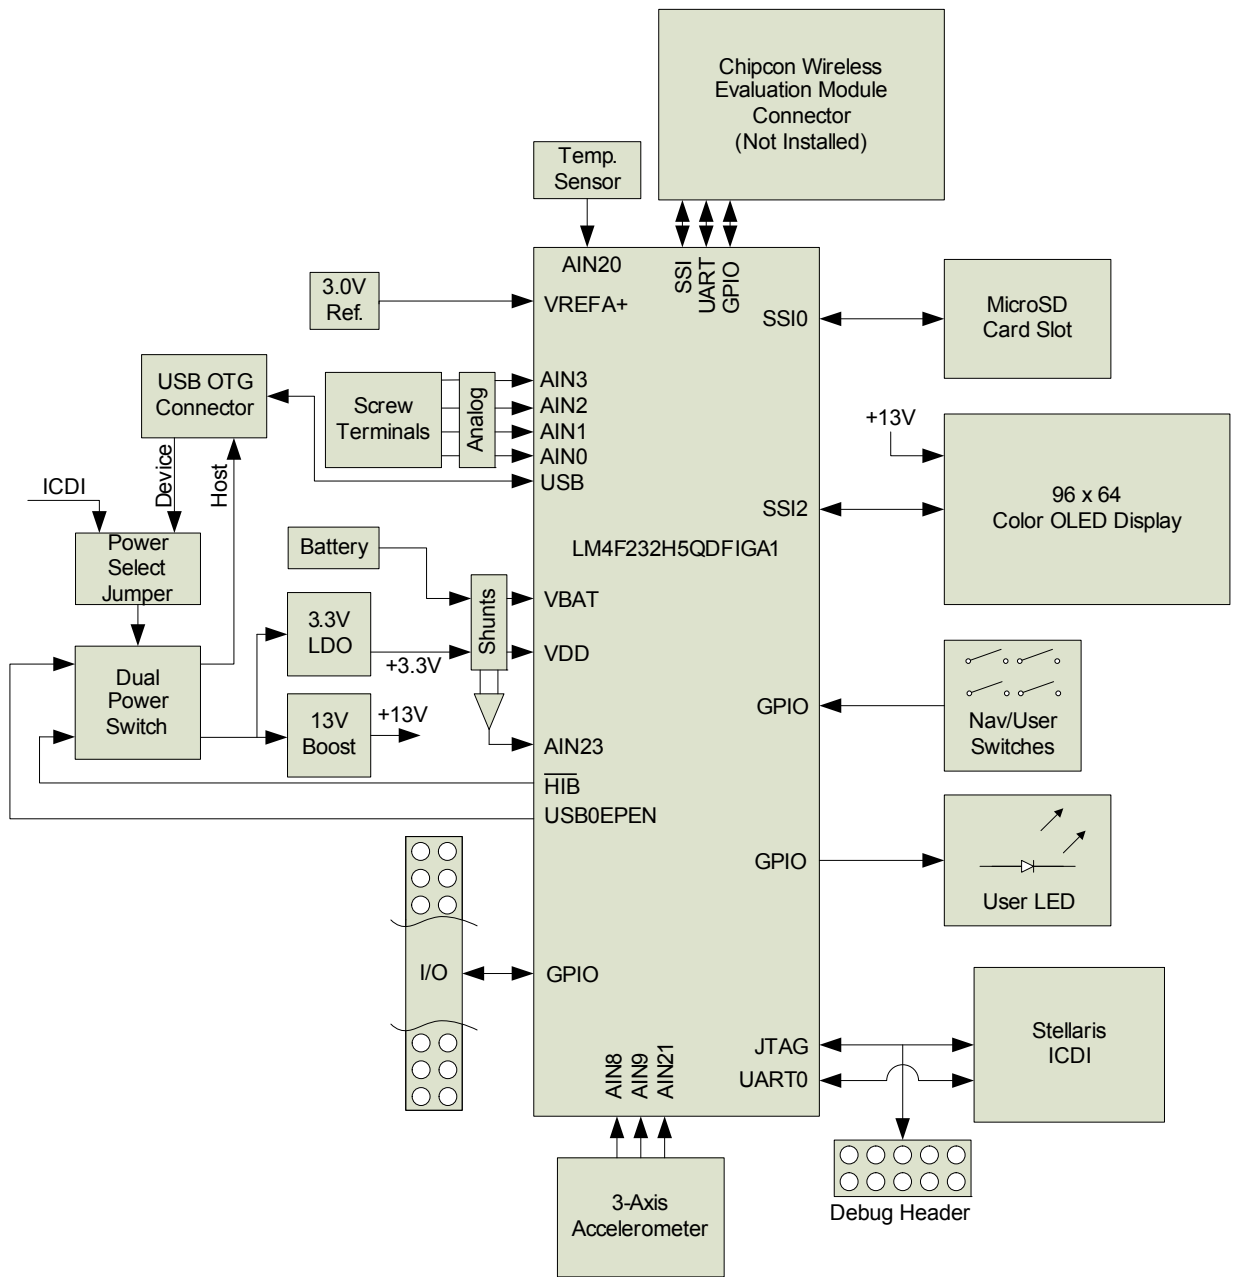 Chipcon Wireless
Evaluation Module
Connector
(Not Installed)
Temp.
Sensor
AIN20
SSI
UART
GPIO
3.0V
Ref.
VREFA+
SSI0
MicroSD
Card Slot
USB OTG
Connector
Screw
Terminals
Analog
AIN3
AIN2
AIN1
AIN0
USB
+13V
96 x 64
Color OLED Display
SSI2
Device
Host
ICDI
Power
Select
Jumper
Battery
LM4F232H5QDFIGA1
Shunts
VBAT
3.3V
LDO
+3.3V
VDD
Dual
Power
Switch
13V
Boost
+13V
AIN23
HIB
USB0EPEN
GPIO
Nav/User
Switches
GPIO
User LED
I/O
GPIO
JTAG
UART0
Stellaris
ICDI
AIN8
AIN9
AIN21
3-Axis
Accelerometer
Debug Header